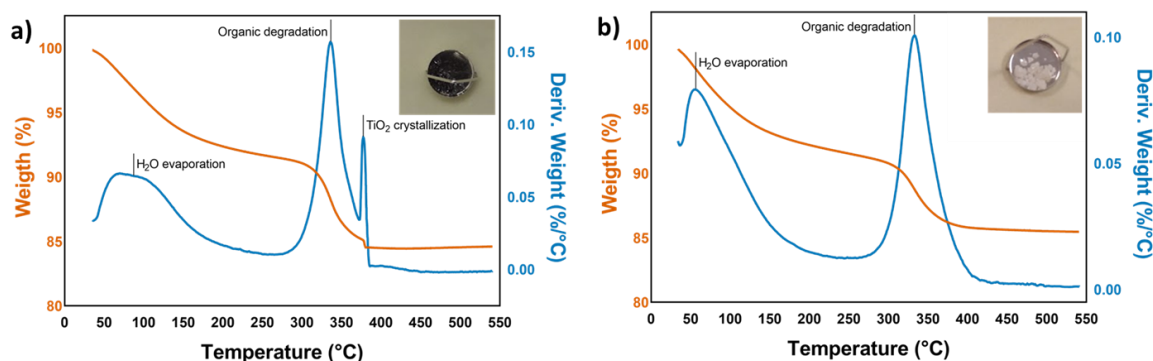 a)
Organic degradation
H₂O evaporation
TiO₂ crystallization
Weigth (%)
100
95
90
85
80
Deriv. Weight (%/°C)
0.15
0.10
0.05
0.00
0 50 100 150 200 250 300 350 400 450 500 550
Temperature (°C)
b)
Organic degradation
H₂O evaporation
Weigth (%)
100
95
90
85
80
Deriv. Weight (%/°C)
0.10
0.05
0.00
0 50 100 150 200 250 300 350 400 450 500 550
Temperature (°C)